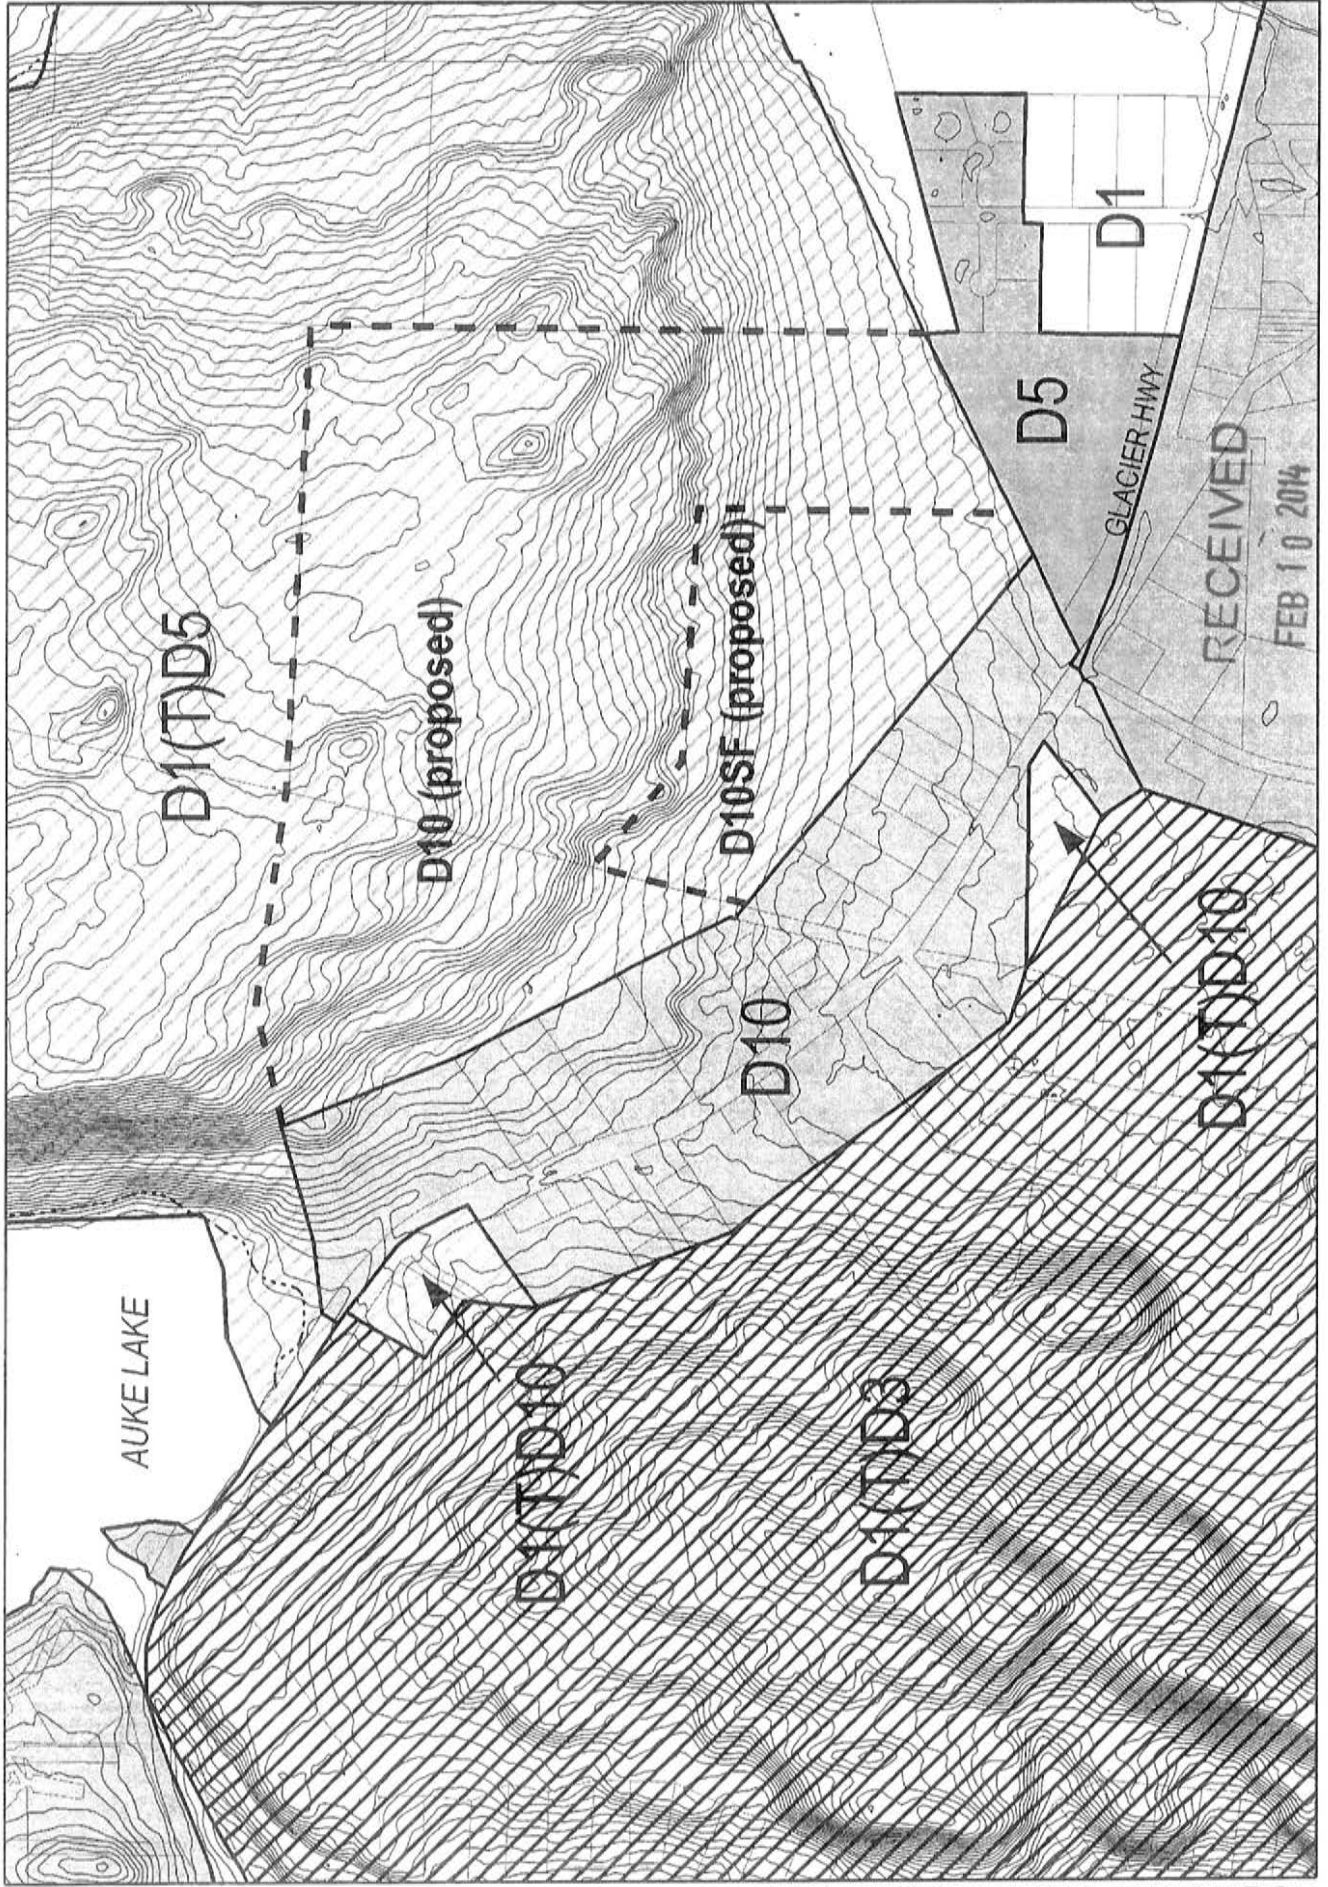 AUKE LAKE
D1(T)D5
D10 (proposed)
D10SF (proposed)
D1(T)D10
D1(T)D3
D10
D1(T)D10
D5
D1
GLACIER HWY
RECEIVED
FEB 10 2014